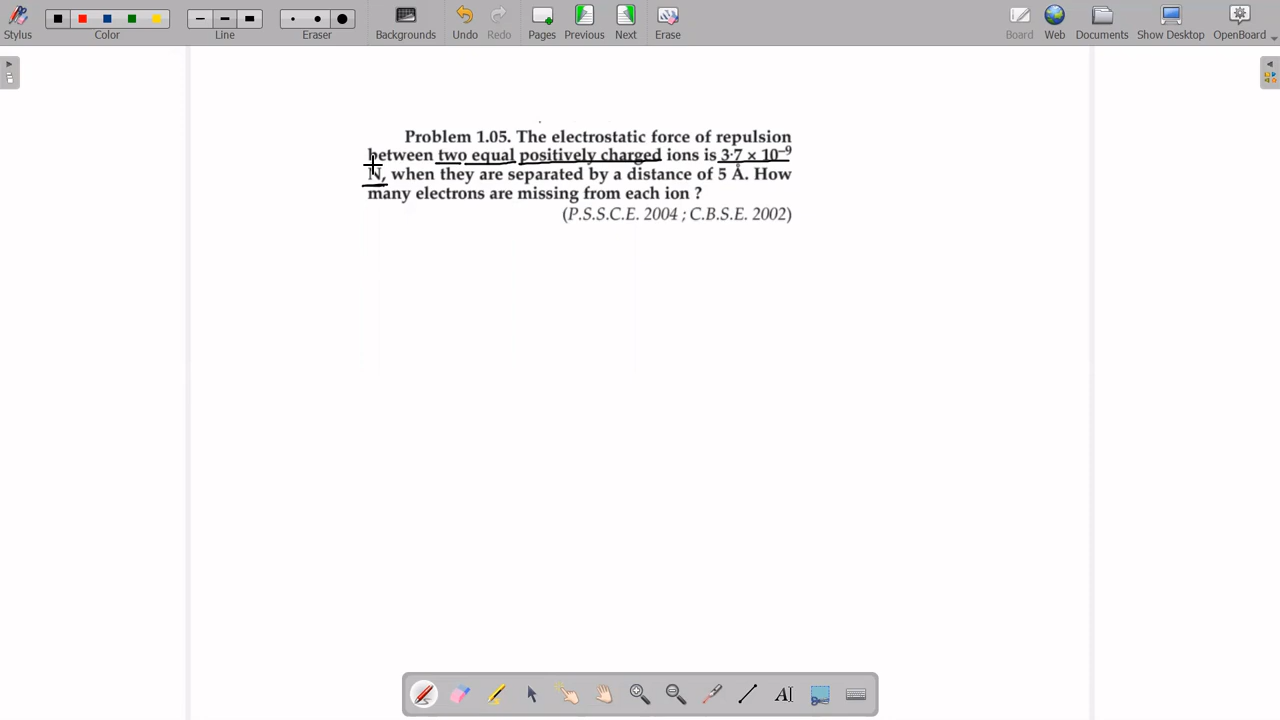 Stylus
Color
Line
Eraser
Backgrounds
Undo
Redo
Pages
Previous
Next
Erase
Board
Web
Documents
Show Desktop
OpenBoard
Problem 1.05. The electrostatic force of repulsion
between two equal positively charged ions is 3·7 × 10⁻⁹
N, when they are separated by a distance of 5 Å. How
many electrons are missing from each ion ?
(P.S.S.C.E. 2004 ; C.B.S.E. 2002)
AI